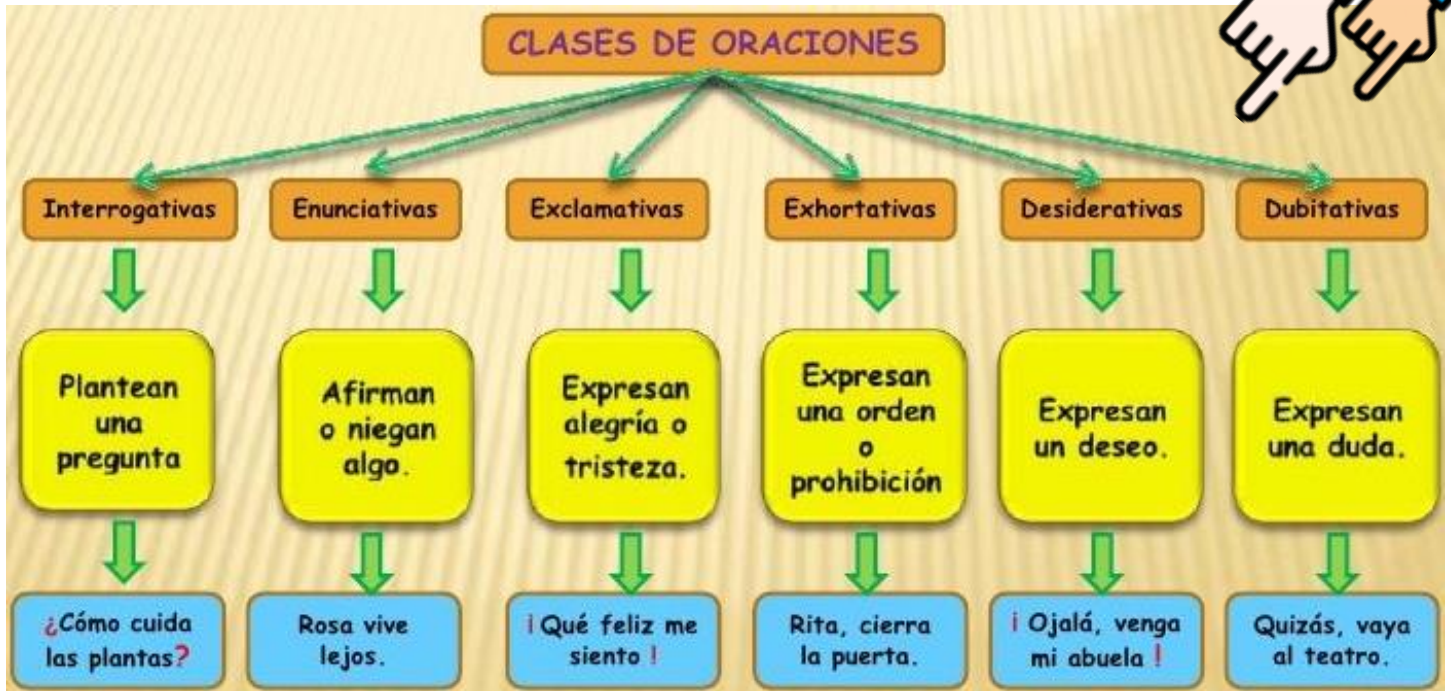 CLASES DE ORACIONES
Interrogativas
Enunciativas
Exclamativas
Exhortativas
Desiderativas
Dubitativas
Plantean
una
pregunta
Afirman
o niegan
algo.
Expresan
alegría o
tristeza.
Expresan
una orden
o
prohibición
Expresan
un deseo.
Expresan
una duda.
¿Cómo cuida
las plantas?
Rosa vive
lejos.
¡Qué feliz me
siento !
Rita, cierra
la puerta.
¡ Ojalá, venga
mi abuela !
Quizás, vaya
al teatro.